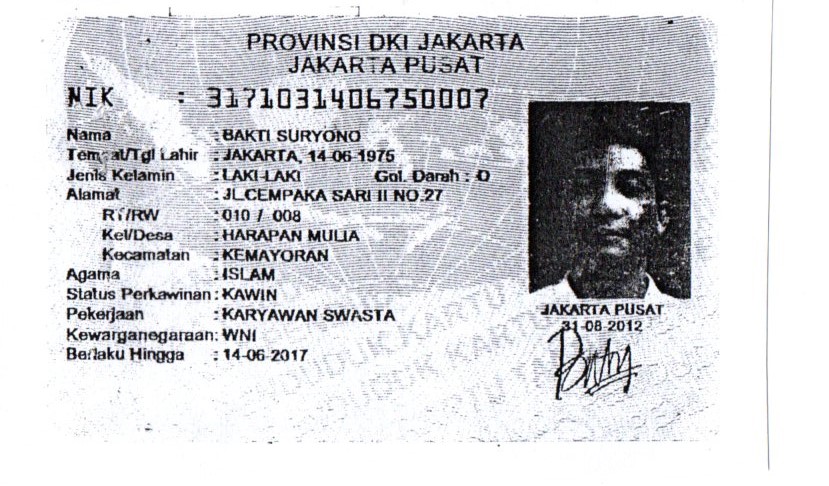 PROVINSI DKI JAKARTA
JAKARTA PUSAT
NIK : 3171031406750007
Nama : BAKTI SURYONO
Tempat/Tgl Lahir : JAKARTA, 14-06-1975
Jenis Kelamin : LAKI-LAKI Gol. Darah : O
Alamat : JL.CEMPAKA SARI II NO.27
RT/RW : 010 / 008
Kel/Desa : HARAPAN MULIA
Kecamatan : KEMAYORAN
Agama : ISLAM
Status Perkawinan : KAWIN
Pekerjaan : KARYAWAN SWASTA
Kewarganegaraan: WNI
Berlaku Hingga : 14-06-2017
JAKARTA PUSAT
31-08-2012